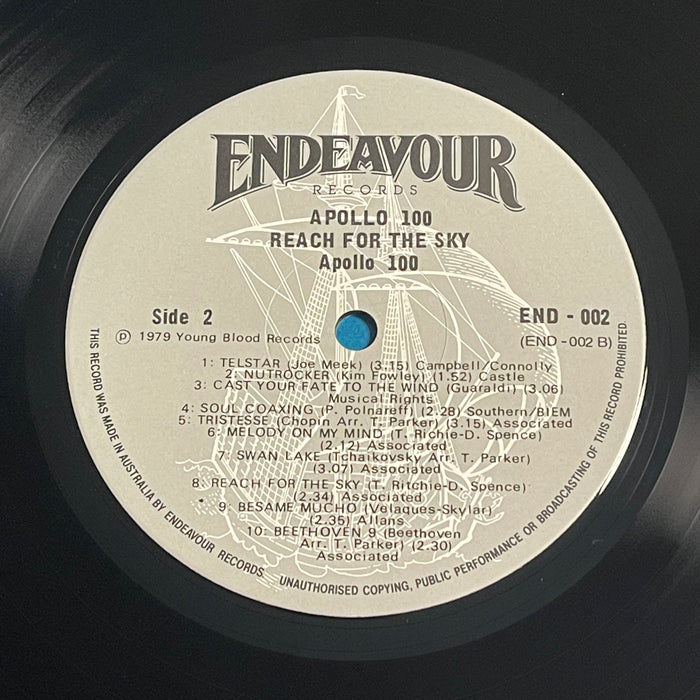 ENDEAVOUR
RECORDS
APOLLO 100
REACH FOR THE SKY
Apollo 100
Side 2
END - 002
℗ 1979 Young Blood Records
(END - 002 B)
1: TELSTAR (Joe Meek) (3.15) Campbell/Connolly
2: NUTROCKER (Kim Fowley) (1.52) Castle
3: CAST YOUR FATE TO THE WIND (Guaraldi) (3.06)
Musical Rights
4: SOUL COAXING (P. Polnareff) (2.28) Southern/BIEM
5: TRISTESSE (Chopin Arr. T. Parker) (3.15) Associated
6: MELODY ON MY MIND (T. Richie-D. Spence)
(2.12) Associated
7: SWAN LAKE (Tchaikovsky Arr. T. Parker)
(3.07) Associated
8: REACH FOR THE SKY (T. Ritchie-D. Spence)
(2.34) Associated
9: BESAME MUCHO (Velaques-Skylar)
(2.35) Allans
10: BEETHOVEN 9 (Beethoven
Arr. T. Parker) (2.30)
Associated
THIS RECORD WAS MADE IN AUSTRALIA BY ENDEAVOUR RECORDS. UNAUTHORISED COPYING, PUBLIC PERFORMANCE OR BROADCASTING OF THIS RECORD PROHIBITED.